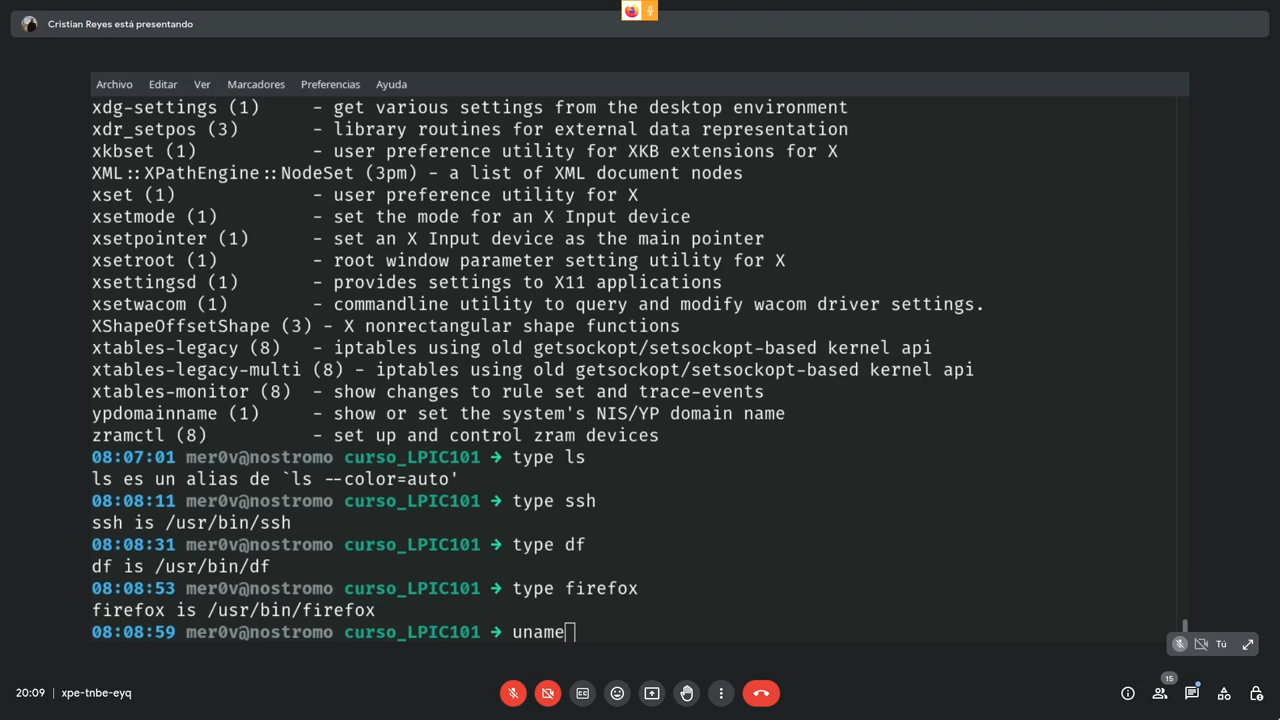 Cristian Reyes está presentando
Archivo Editar Ver Marcadores Preferencias Ayuda
xdg-settings (1) - get various settings from the desktop environment
xdr_setpos (3) - library routines for external data representation
xkbset (1) - user preference utility for XKB extensions for X
XML::XPathEngine::NodeSet (3pm) - a list of XML document nodes
xset (1) - user preference utility for X
xsetmode (1) - set the mode for an X Input device
xsetpointer (1) - set an X Input device as the main pointer
xsetroot (1) - root window parameter setting utility for X
xsettingsd (1) - provides settings to X11 applications
xsetwacom (1) - commandline utility to query and modify wacom driver settings.
XShapeOffsetShape (3) - X nonrectangular shape functions
xtables-legacy (8) - iptables using old getsockopt/setsockopt-based kernel api
xtables-legacy-multi (8) - iptables using old getsockopt/setsockopt-based kernel api
xtables-monitor (8) - show changes to rule set and trace-events
ypdomainname (1) - show or set the system's NIS/YP domain name
zramctl (8) - set up and control zram devices
08:07:01 mer0v@nostromo curso_LPIC101 → type ls
ls es un alias de `ls --color=auto'
08:08:11 mer0v@nostromo curso_LPIC101 → type ssh
ssh is /usr/bin/ssh
08:08:31 mer0v@nostromo curso_LPIC101 → type df
df is /usr/bin/df
08:08:53 mer0v@nostromo curso_LPIC101 → type firefox
firefox is /usr/bin/firefox
08:08:59 mer0v@nostromo curso_LPIC101 → uname
Tú
20:09 | xpe-tnbe-eyq
15